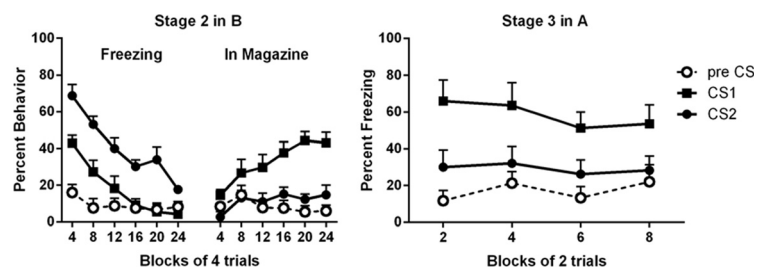 Stage 2 in B
Freezing
In Magazine
Percent Behavior
100
80
60
40
20
0
4 8 12 16 20 24
4 8 12 16 20 24
Blocks of 4 trials
Stage 3 in A
Percent Freezing
100
80
60
40
20
0
2 4 6 8
Blocks of 2 trials
pre CS
CS1
CS2